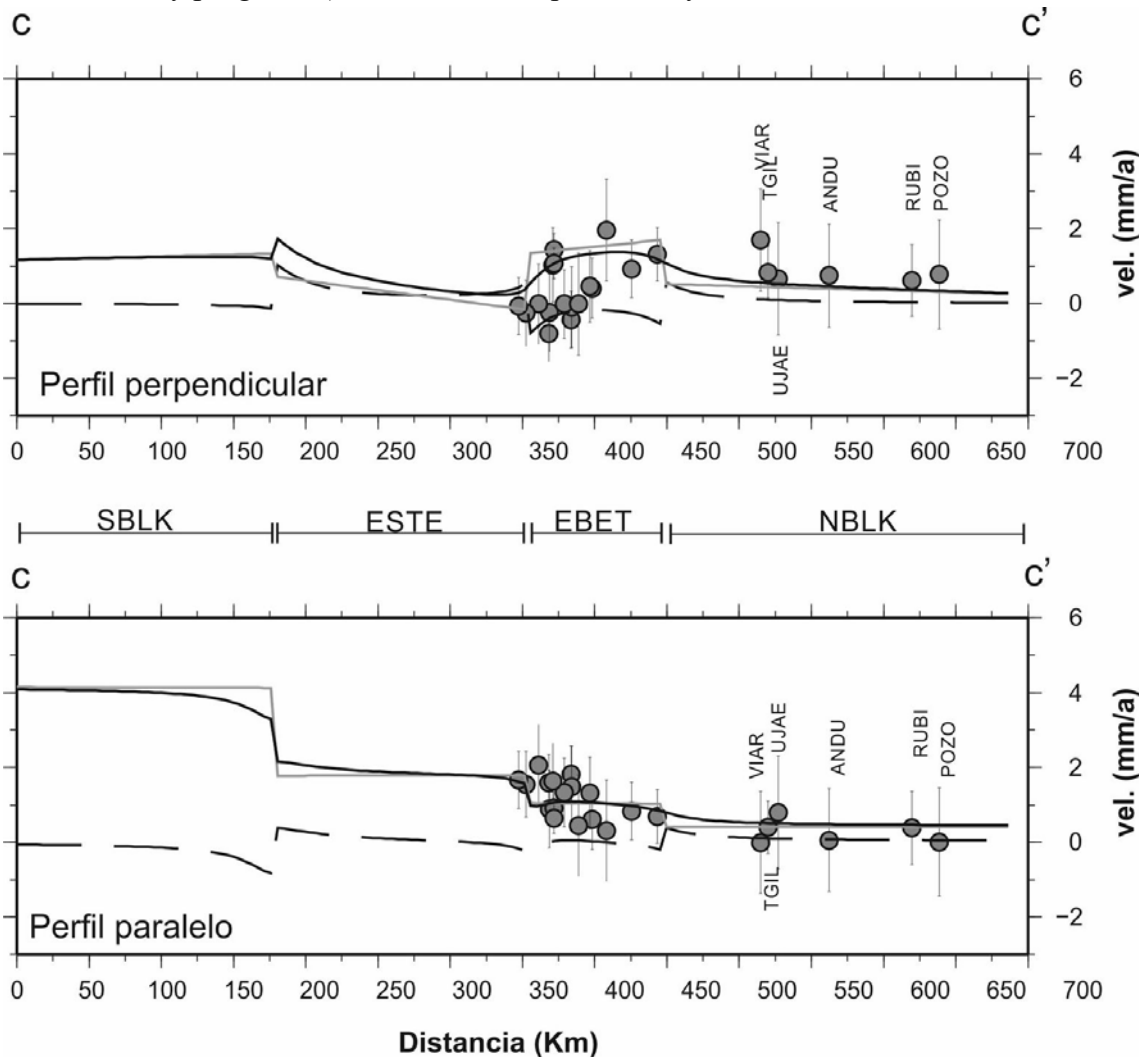 C C'
6
4
2
0
−2
vel. (mm/a)
VIAR
TGIL
UJAE
ANDU
RUBI
POZO
Perfil perpendicular
0 50 100 150 200 250 300 350 400 450 500 550 600 650 700
SBLK ESTE EBET NBLK
C C'
6
4
2
0
−2
vel. (mm/a)
VIAR
UJAE
TGIL
ANDU
RUBI
POZO
Perfil paralelo
0 50 100 150 200 250 300 350 400 450 500 550 600 650 700
Distancia (Km)